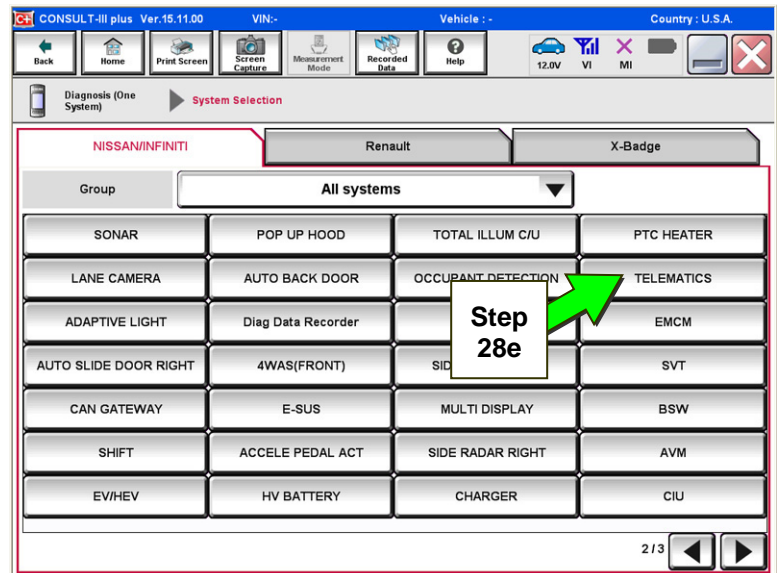 CONSULT-III plus Ver.15.11.00 VIN:- Vehicle : - Country : U.S.A.
Back
Home
Print Screen
Screen Capture
Measurement Mode
Recorded Data
Help
12.0V
VI
MI
Diagnosis (One System)
System Selection
NISSAN/INFINITI Renault X-Badge
Group All systems
SONAR POP UP HOOD TOTAL ILLUM C/U PTC HEATER
LANE CAMERA AUTO BACK DOOR OCCUPANT DETECTION TELEMATICS
ADAPTIVE LIGHT Diag Data Recorder EMCM
Step
28e
AUTO SLIDE DOOR RIGHT 4WAS(FRONT) SVT
CAN GATEWAY E-SUS MULTI DISPLAY BSW
SHIFT ACCELE PEDAL ACT SIDE RADAR RIGHT AVM
EV/HEV HV BATTERY CHARGER CIU
2/3